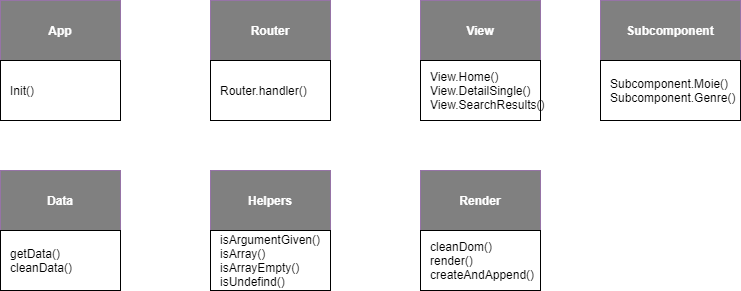 App
Init()
Router
Router.handler()
View
View.Home()
View.DetailSingle()
View.SearchResults()
Subcomponent
Subcomponent.Moie()
Subcomponent.Genre()
Data
getData()
cleanData()
Helpers
isArgumentGiven()
isArray()
isArrayEmpty()
isUndefind()
Render
cleanDom()
render()
createAndAppend()